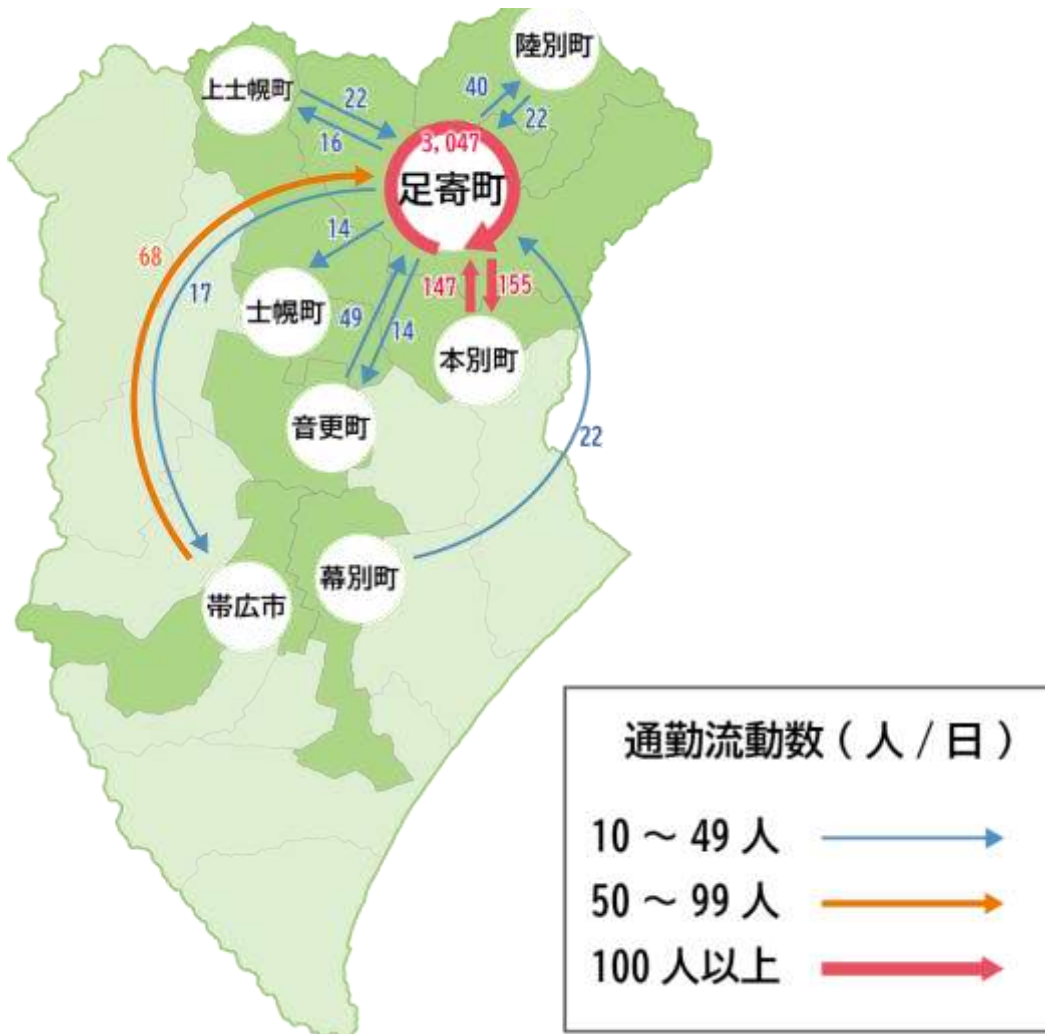 陸別町
上士幌町
40
22
22
16
3,047
足寄町
14
68
17
147
155
士幌町
49
14
本別町
音更町
22
幕別町
帯広市
通勤流動数 ( 人 / 日 )
10 ～ 49 人
50 ～ 99 人
100 人以上